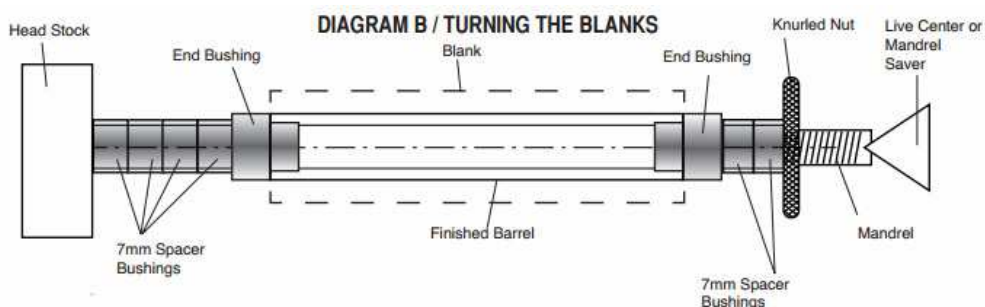 DIAGRAM B / TURNING THE BLANKS
Head Stock
End Bushing
Blank
End Bushing
Knurled Nut
Live Center or
Mandrel
Saver
7mm Spacer
Bushings
Finished Barrel
7mm Spacer
Bushings
Mandrel